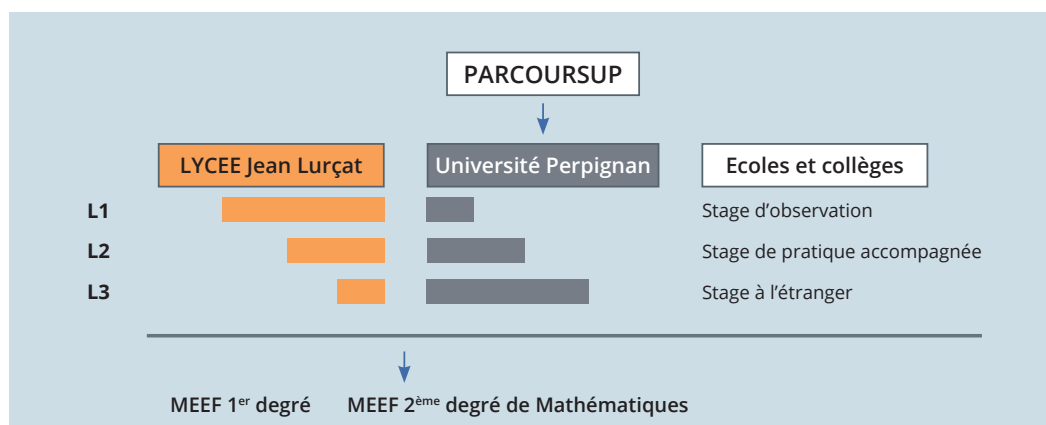 PARCOURSUP
LYCEE Jean Lurçat
Université Perpignan
Ecoles et collèges
L1
Stage d'observation
L2
Stage de pratique accompagnée
L3
Stage à l'étranger
MEEF 1er degré
MEEF 2ème degré de Mathématiques